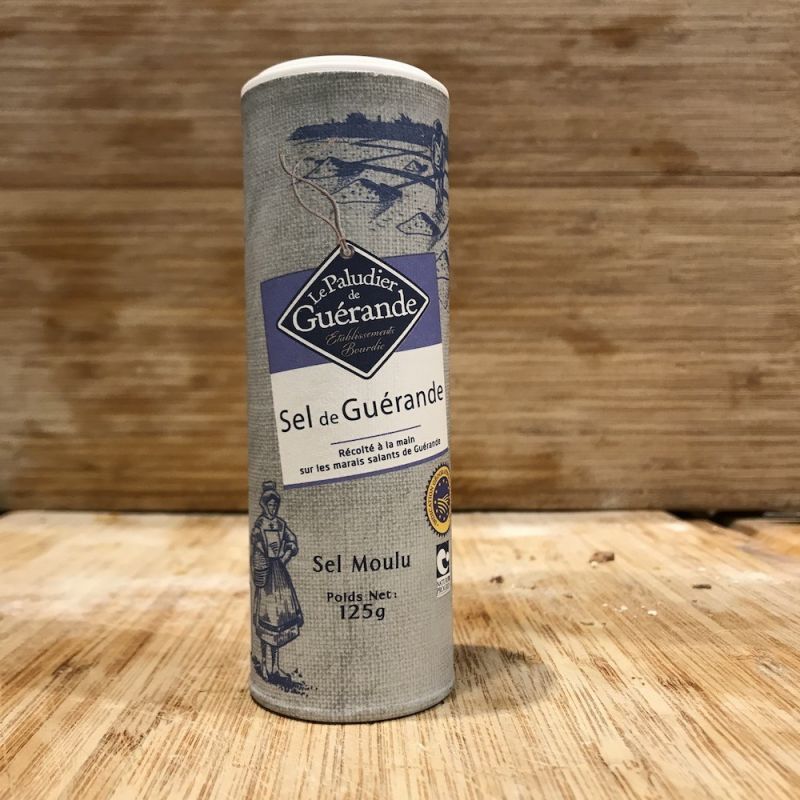 Le Paludier
de
Guérande
Etablissements
Bourdic
Sel de Guérande
Récolté à la main
sur les marais salants de Guérande
Sel Moulu
Poids Net :
125g